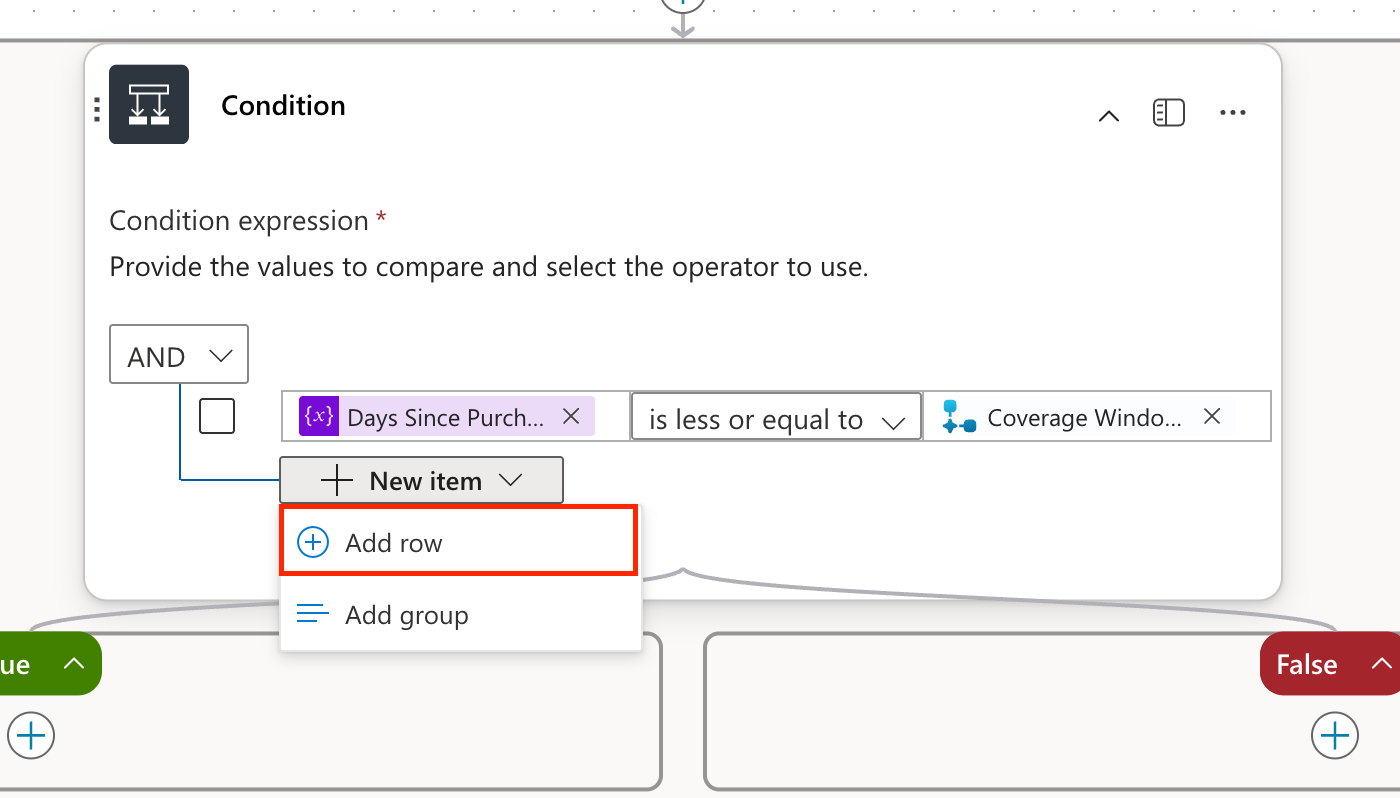 Condition
Condition expression *
Provide the values to compare and select the operator to use.
AND
{x} Days Since Purch... is less or equal to Coverage Windo...
New item
Add row
Add group
ue
False